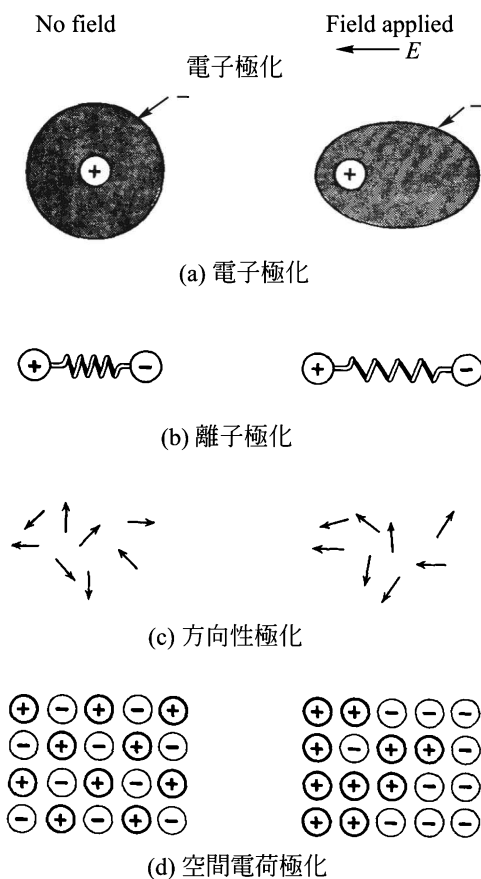 No field
Field applied
E
電子極化
−
−
+
+
(a) 電子極化
+ −
+ −
(b) 離子極化
(c) 方向性極化
+ − + − +
+ + − − −
− + − + −
+ − + + −
+ − + − +
+ + + − −
− + − + −
+ + − − −
(d) 空間電荷極化